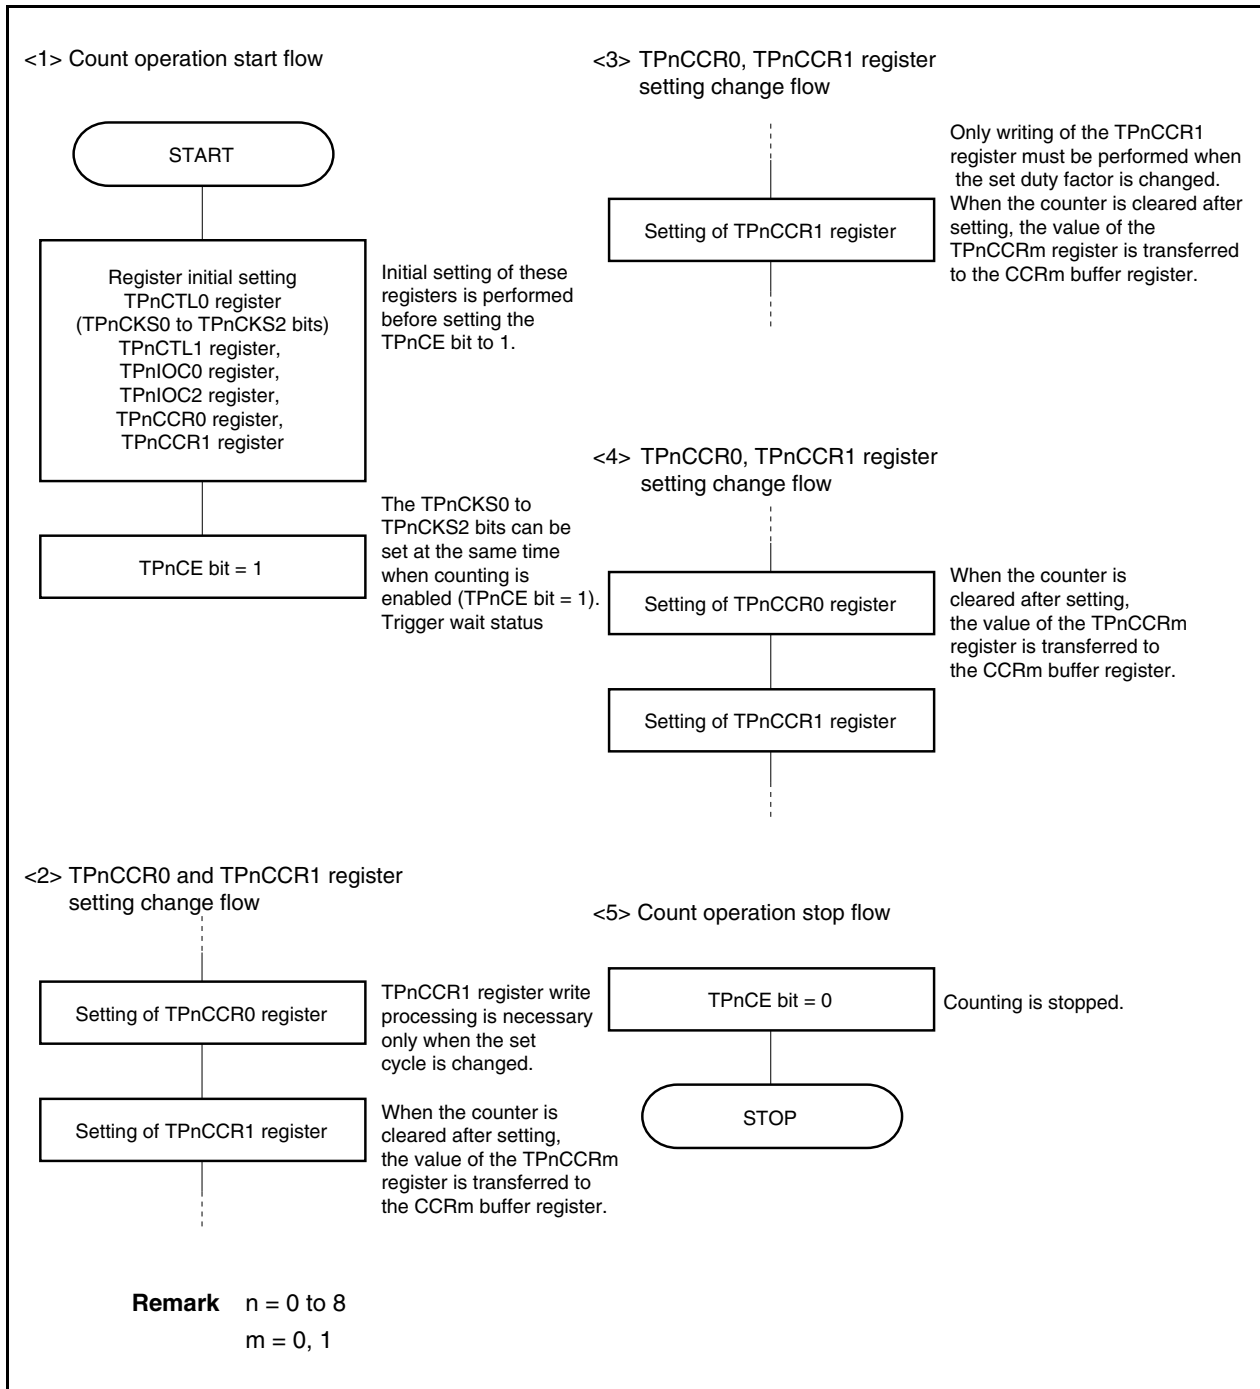 <1> Count operation start flow
START
Register initial setting
TPnCTL0 register
(TPnCKS0 to TPnCKS2 bits)
TPnCTL1 register,
TPnIOC0 register,
TPnIOC2 register,
TPnCCR0 register,
TPnCCR1 register
Initial setting of these
registers is performed
before setting the
TPnCE bit to 1.
TPnCE bit = 1
The TPnCKS0 to
TPnCKS2 bits can be
set at the same time
when counting is
enabled (TPnCE bit = 1).
Trigger wait status
<2> TPnCCR0 and TPnCCR1 register
setting change flow
Setting of TPnCCR0 register
TPnCCR1 register write
processing is necessary
only when the set
cycle is changed.
Setting of TPnCCR1 register
When the counter is
cleared after setting,
the value of the TPnCCRm
register is transferred to
the CCRm buffer register.
<3> TPnCCR0, TPnCCR1 register
setting change flow
Setting of TPnCCR1 register
Only writing of the TPnCCR1
register must be performed when
the set duty factor is changed.
When the counter is cleared after
setting, the value of the
TPnCCRm register is transferred
to the CCRm buffer register.
<4> TPnCCR0, TPnCCR1 register
setting change flow
Setting of TPnCCR0 register
When the counter is
cleared after setting,
the value of the TPnCCRm
register is transferred to
the CCRm buffer register.
Setting of TPnCCR1 register
<5> Count operation stop flow
TPnCE bit = 0
Counting is stopped.
STOP
Remark n = 0 to 8
m = 0, 1